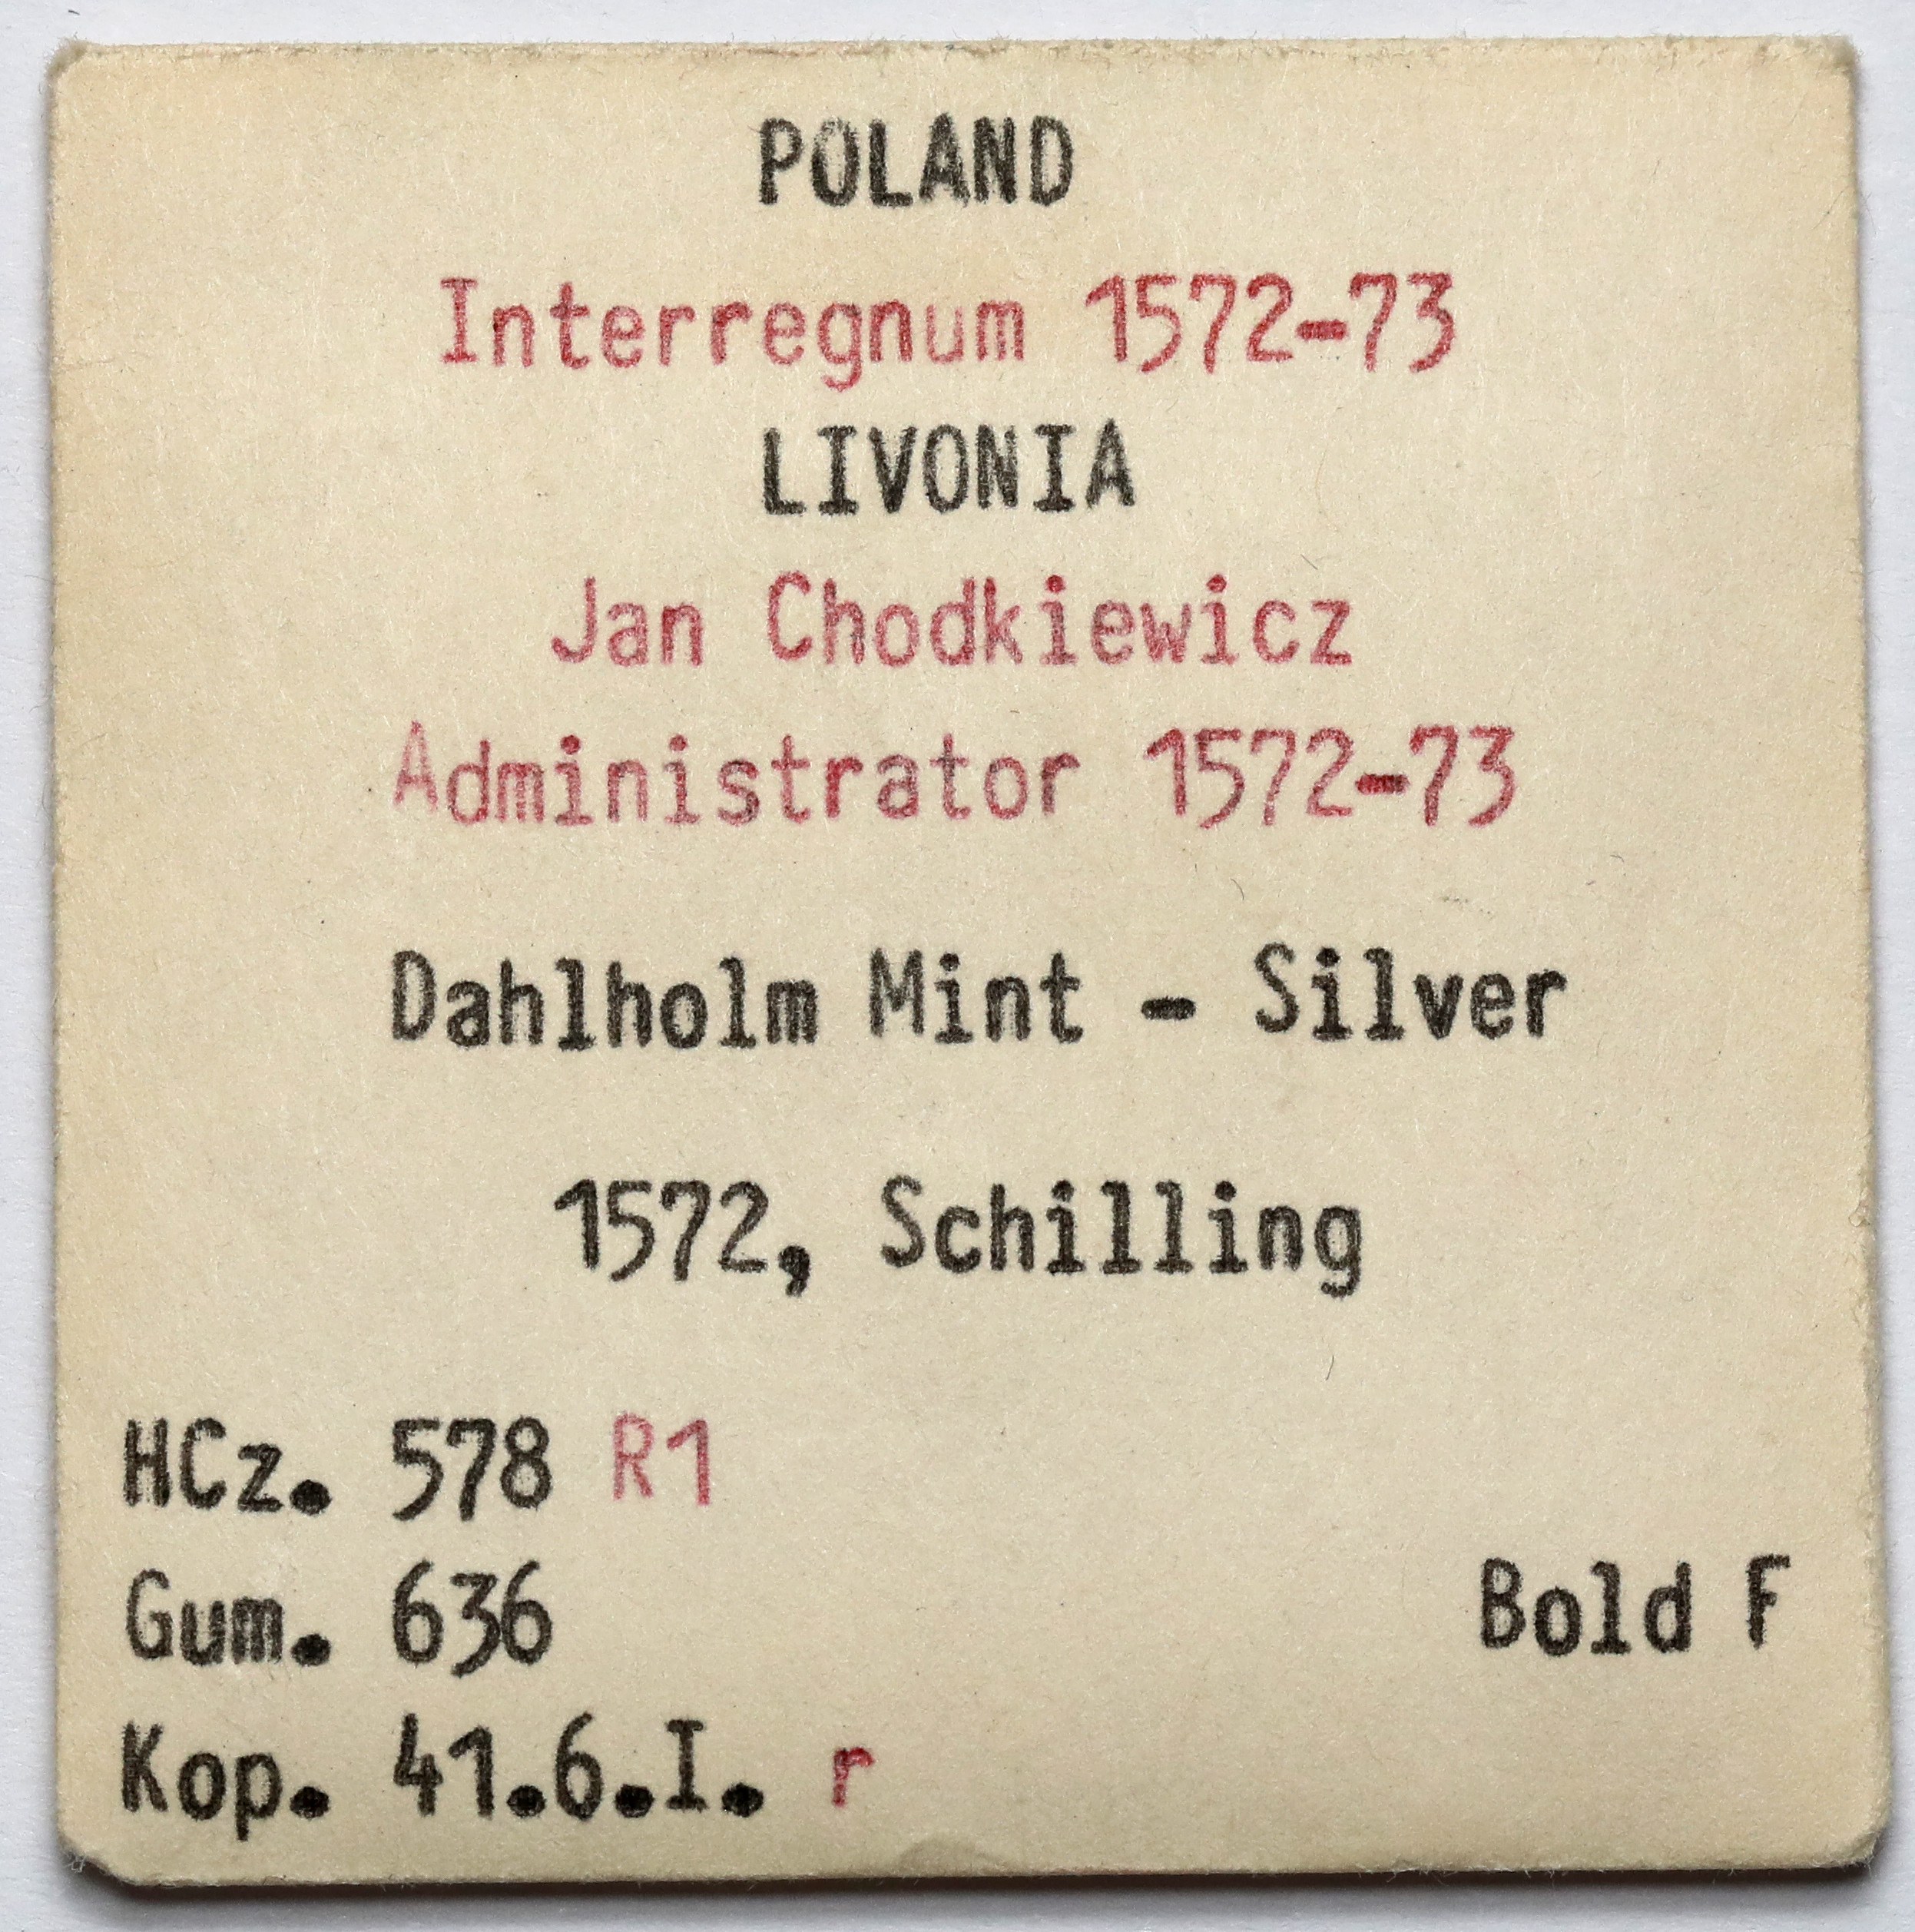 POLAND
Interregnum 1572-73
LIVONIA
Jan Chodkiewicz
Administrator 1572-73
Dahlholm Mint - Silver
1572, Schilling
HCz. 578 R1
Gum. 636
Bold F
Kop. 41.6.I. r